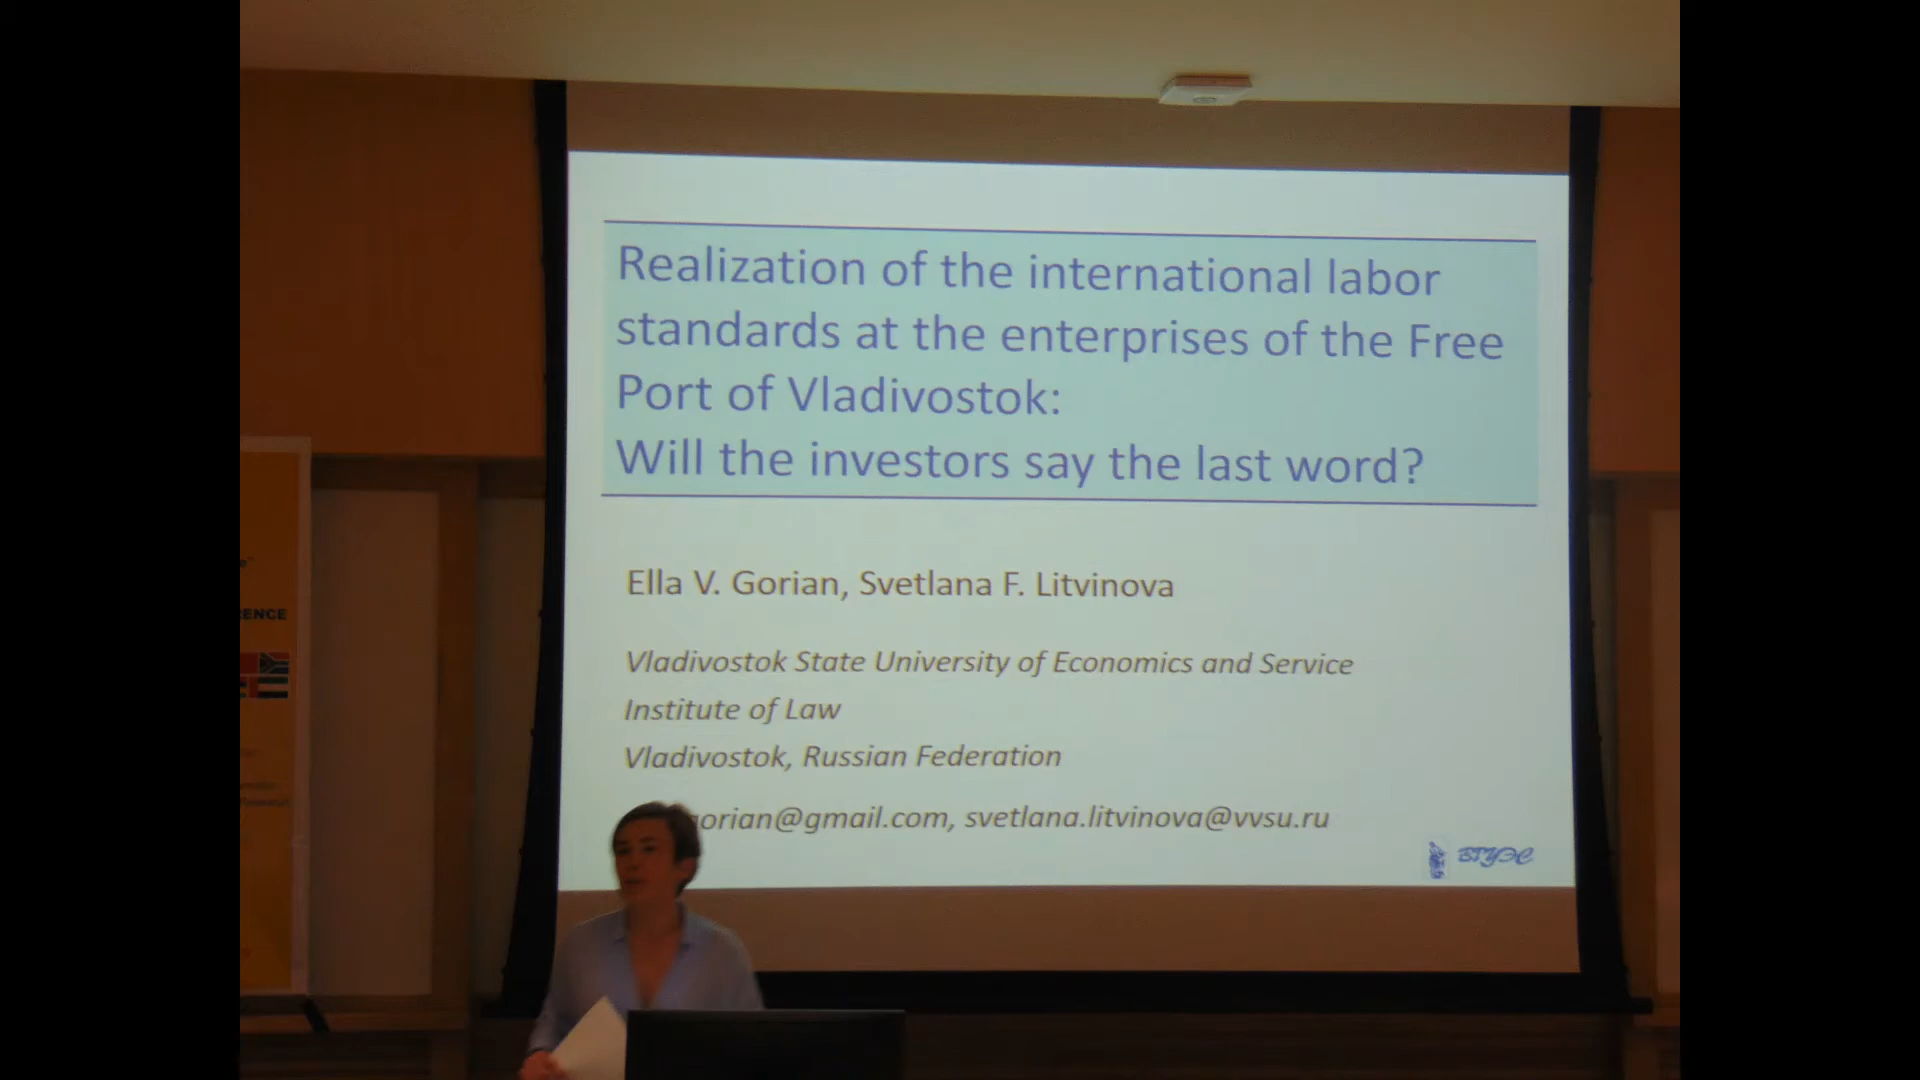 Realization of the international labor
standards at the enterprises of the Free
Port of Vladivostok:
Will the investors say the last word?
Ella V. Gorian, Svetlana F. Litvinova
Vladivostok State University of Economics and Service
Institute of Law
Vladivostok, Russian Federation
gorian@gmail.com, svetlana.litvinova@vvsu.ru
ВГУЭС
ENCE